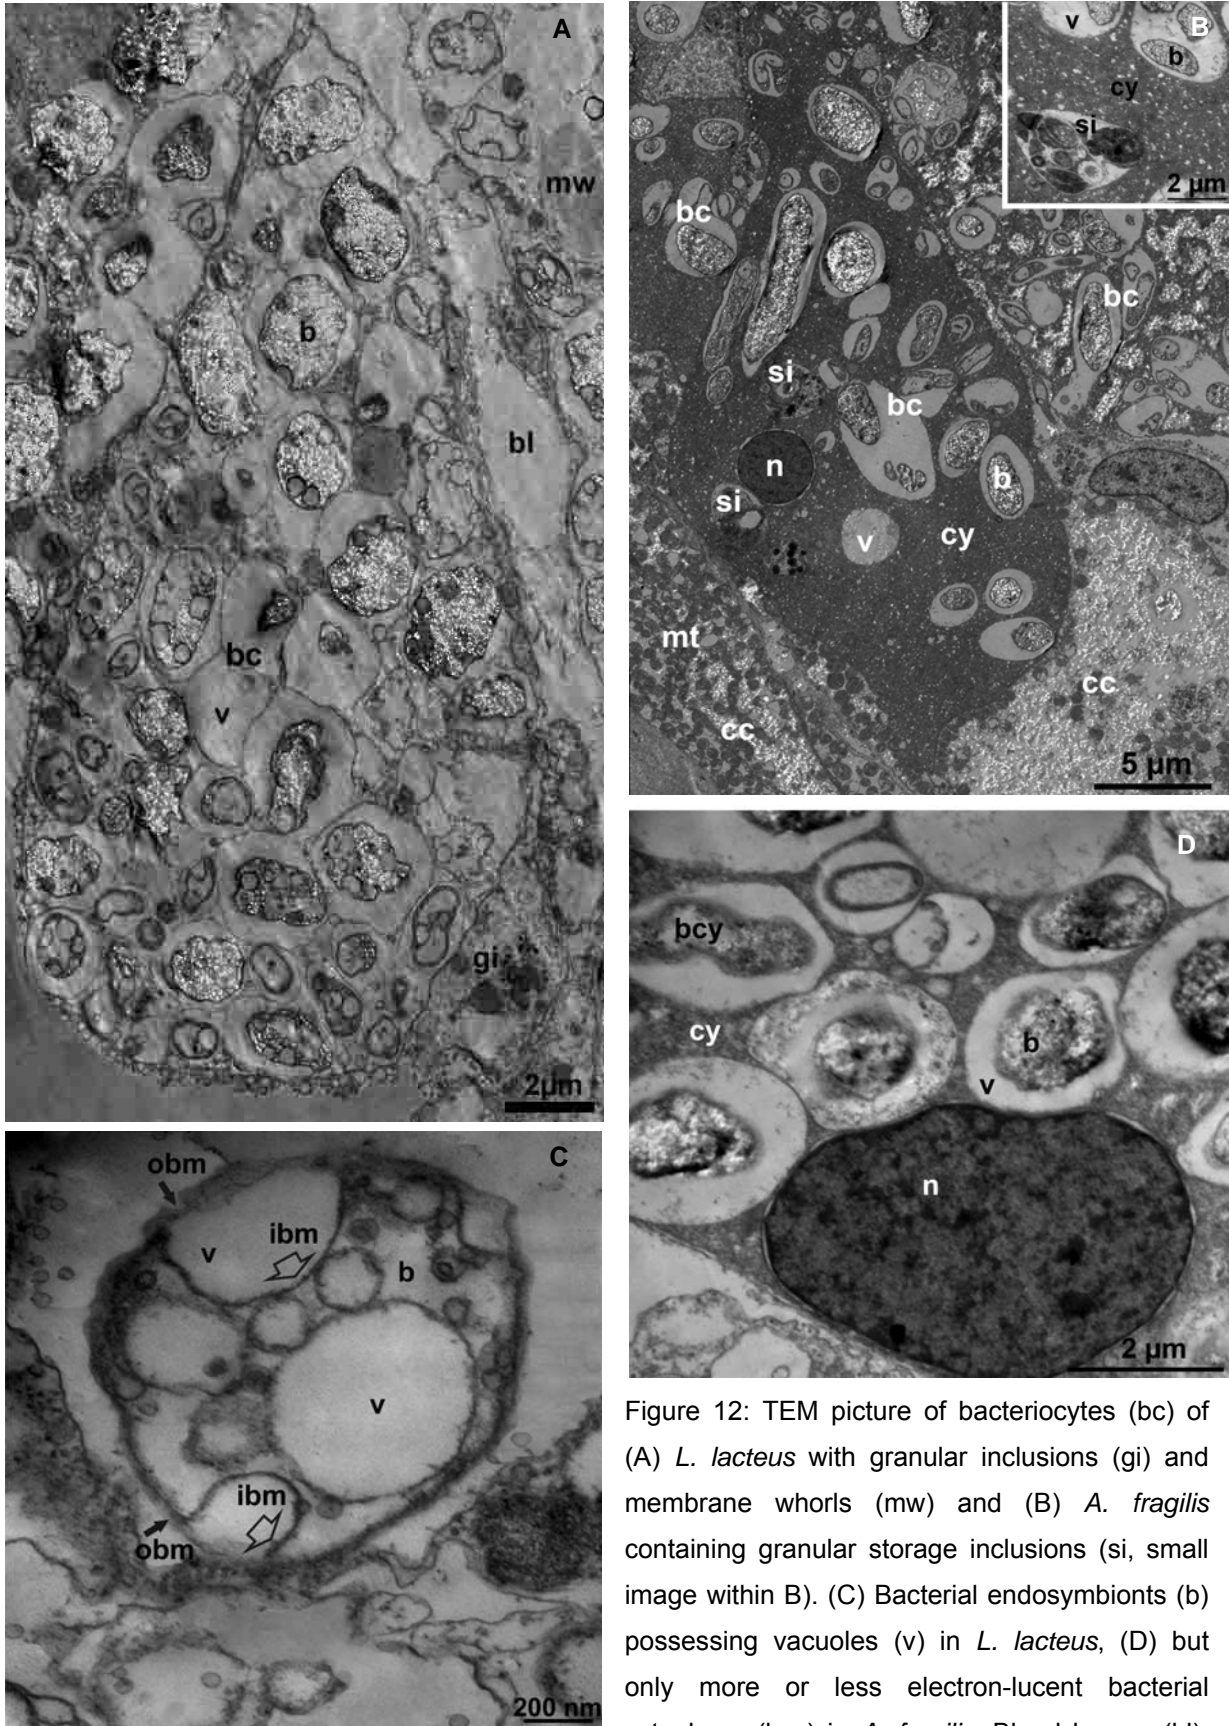 A
mw
b
bl
bc
v
gi
2µm
B
v
b
cy
si
2 µm
bc
bc
si
bc
n
b
si
v
cy
mt
cc
cc
5 µm
C
obm
ibm
v
b
v
ibm
obm
200 nm
D
bcy
cy
b
v
n
2 µm
Figure 12: TEM picture of bacteriocytes (bc) of
(A) L. lacteus with granular inclusions (gi) and
membrane whorls (mw) and (B) A. fragilis
containing granular storage inclusions (si, small
image within B). (C) Bacterial endosymbionts (b)
possessing vacuoles (v) in L. lacteus, (D) but
only more or less electron-lucent bacterial